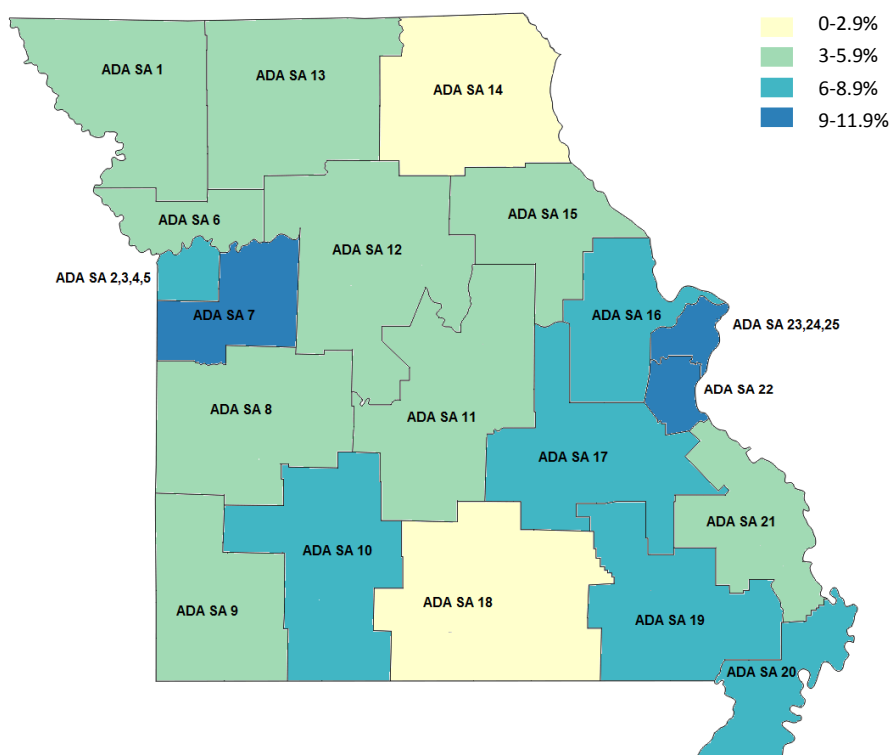 0-2.9%
3-5.9%
6-8.9%
9-11.9%
ADA SA 1
ADA SA 13
ADA SA 14
ADA SA 6
ADA SA 15
ADA SA 12
ADA SA 2,3,4,5
ADA SA 7
ADA SA 16
ADA SA 23,24,25
ADA SA 22
ADA SA 8
ADA SA 11
ADA SA 17
ADA SA 21
ADA SA 10
ADA SA 9
ADA SA 18
ADA SA 19
ADA SA 20